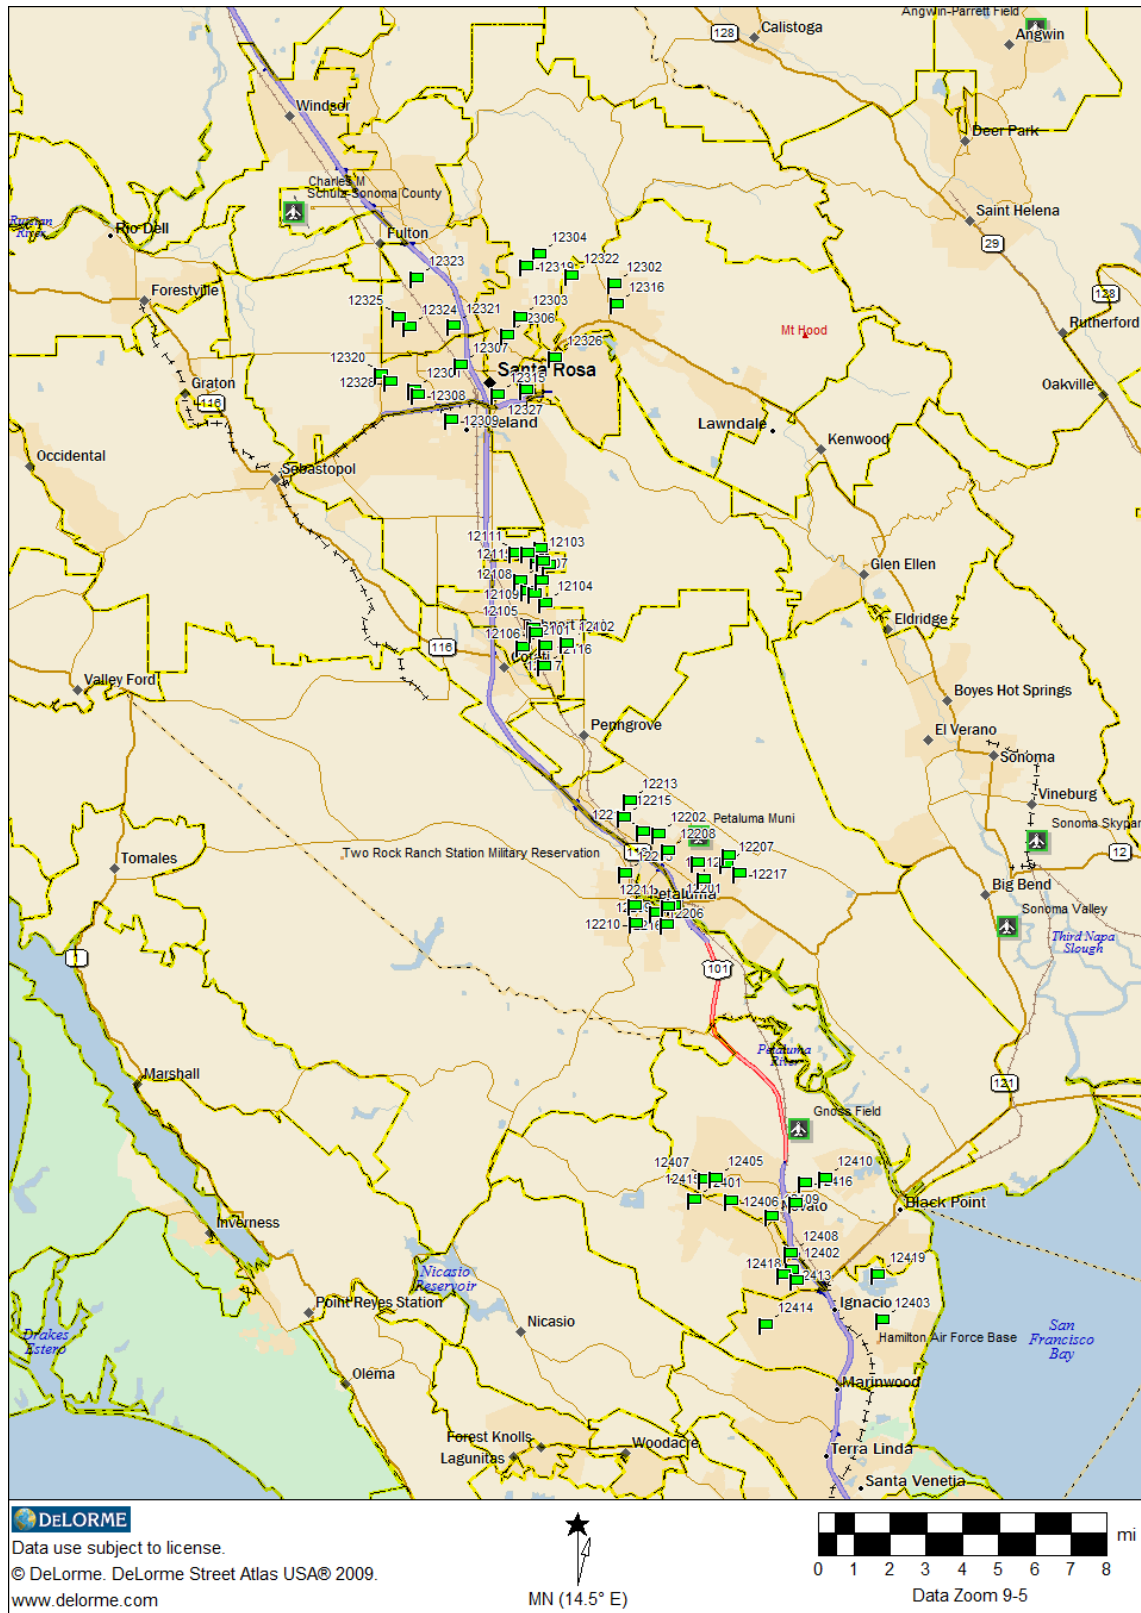 Angwin-Parrett Field
128
Calistoga
Angwin
Windsor
Deer Park
Charles M
Schulz-Sonoma County
Russian
River
Rio Dell
Saint Helena
Fulton
29
12304
12323
12319
12322
12302
12316
128
Forestville
12325
12324
12321
12303
Mt Hood
Rutherford
12326
12307
12320
12301
Santa Rosa
12328
12315
Oakville
Graton
116
12308
12327
12309
Lawndale
Kenwood
Occidental
Sebastopol
12111
12103
12108
12104
Glen Ellen
12109
12105
Eldridge
12106
12101
12102
116
Valley Ford
Boyes Hot Springs
Penngrove
El Verano
Sonoma
12213
12215
Vineburg
12202
Petaluma Muni
Sonoma Skypar
12208
Two Rock Ranch Station Military Reservation
12207
12
Tomales
12217
12211
12201
Petaluma
Big Bend
12210
Sonoma Valley
Third Napa
Slough
1
101
Petaluma
River
Marshall
121
Gnoss Field
12407
12405
12410
12401
12406
Novato
Black Point
Inverness
12408
12402
12418
12419
Nicasio
Reservoir
12414
Ignacio
12403
Point Reyes Station
Nicasio
Hamilton Air Force Base
San
Francisco
Bay
Drakes
Estero
Olema
Marinwood
Forest Knolls
Lagunitas
Woodacre
Terra Linda
Santa Venetia
DELORME
Data use subject to license.
© DeLorme. DeLorme Street Atlas USA® 2009.
www.delorme.com
MN (14.5° E)
mi
0 1 2 3 4 5 6 7 8
Data Zoom 9-5